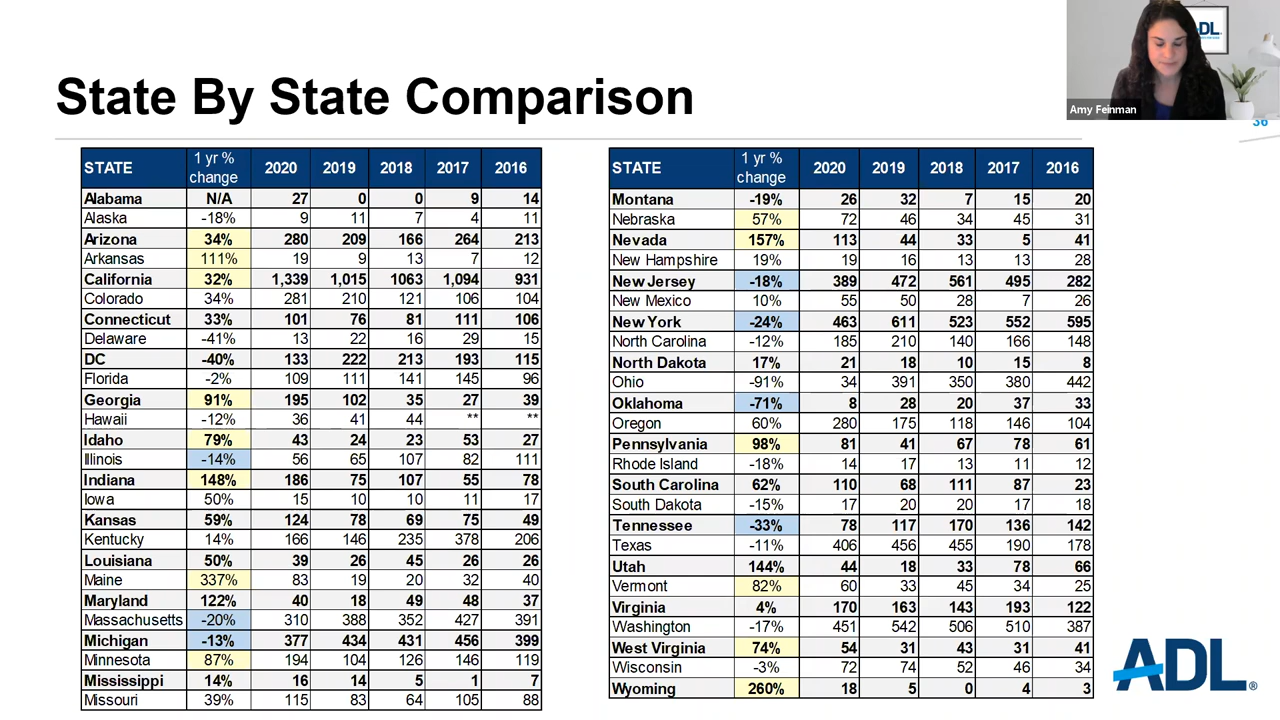 State By State Comparison
ADL
Amy Feinman
36
STATE 1 yr % change 2020 2019 2018 2017 2016
Alabama N/A 27 0 0 9 14
Alaska -18% 9 11 7 4 11
Arizona 34% 280 209 166 264 213
Arkansas 111% 19 9 13 7 12
California 32% 1,339 1,015 1063 1,094 931
Colorado 34% 281 210 121 106 104
Connecticut 33% 101 76 81 111 106
Delaware -41% 13 22 16 29 15
DC -40% 133 222 213 193 115
Florida -2% 109 111 141 145 96
Georgia 91% 195 102 35 27 39
Hawaii -12% 36 41 44 ** **
Idaho 79% 43 24 23 53 27
Illinois -14% 56 65 107 82 111
Indiana 148% 186 75 107 55 78
Iowa 50% 15 10 10 11 17
Kansas 59% 124 78 69 75 49
Kentucky 14% 166 146 235 378 206
Louisiana 50% 39 26 45 26 26
Maine 337% 83 19 20 32 40
Maryland 122% 40 18 49 48 37
Massachusetts -20% 310 388 352 427 391
Michigan -13% 377 434 431 456 399
Minnesota 87% 194 104 126 146 119
Mississippi 14% 16 14 5 1 7
Missouri 39% 115 83 64 105 88
STATE 1 yr % change 2020 2019 2018 2017 2016
Montana -19% 26 32 7 15 20
Nebraska 57% 72 46 34 45 31
Nevada 157% 113 44 33 5 41
New Hampshire 19% 19 16 13 13 28
New Jersey -18% 389 472 561 495 282
New Mexico 10% 55 50 28 7 26
New York -24% 463 611 523 552 595
North Carolina -12% 185 210 140 166 148
North Dakota 17% 21 18 10 15 8
Ohio -91% 34 391 350 380 442
Oklahoma -71% 8 28 20 37 33
Oregon 60% 280 175 118 146 104
Pennsylvania 98% 81 41 67 78 61
Rhode Island -18% 14 17 13 11 12
South Carolina 62% 110 68 111 87 23
South Dakota -15% 17 20 20 17 18
Tennessee -33% 78 117 170 136 142
Texas -11% 406 456 455 190 178
Utah 144% 44 18 33 78 66
Vermont 82% 60 33 45 34 25
Virginia 4% 170 163 143 193 122
Washington -17% 451 542 506 510 387
West Virginia 74% 54 31 43 31 41
Wisconsin -3% 72 74 52 46 34
Wyoming 260% 18 5 0 4 3
ADL®